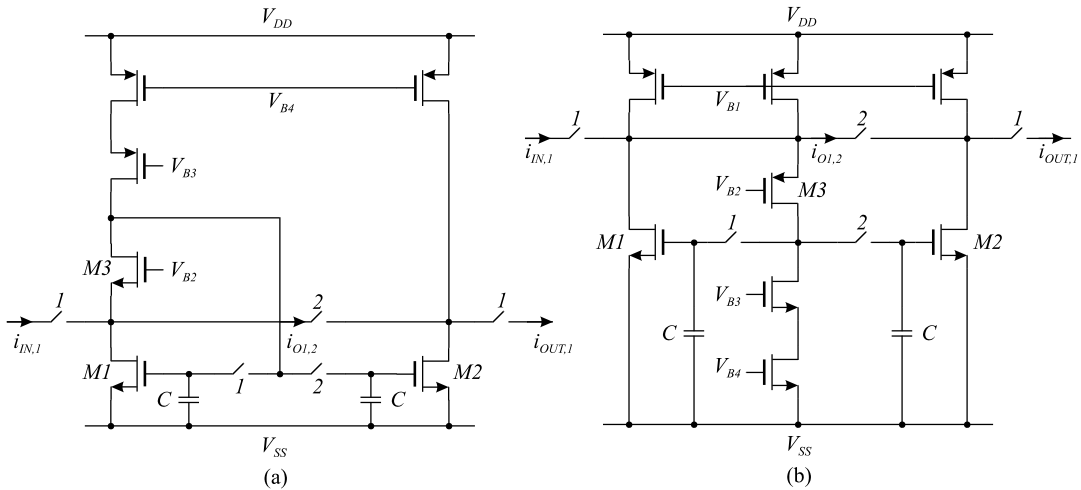 V_DD
V_B4
V_B3
M3
V_B2
1
2
1
i_IN,1
i_O1,2
i_OUT,1
M1
M2
C
1
2
C
V_SS
(a)
V_DD
V_B1
1
2
1
i_IN,1
i_O1,2
i_OUT,1
V_B2
M3
M1
1
2
M2
V_B3
C
C
V_B4
V_SS
(b)